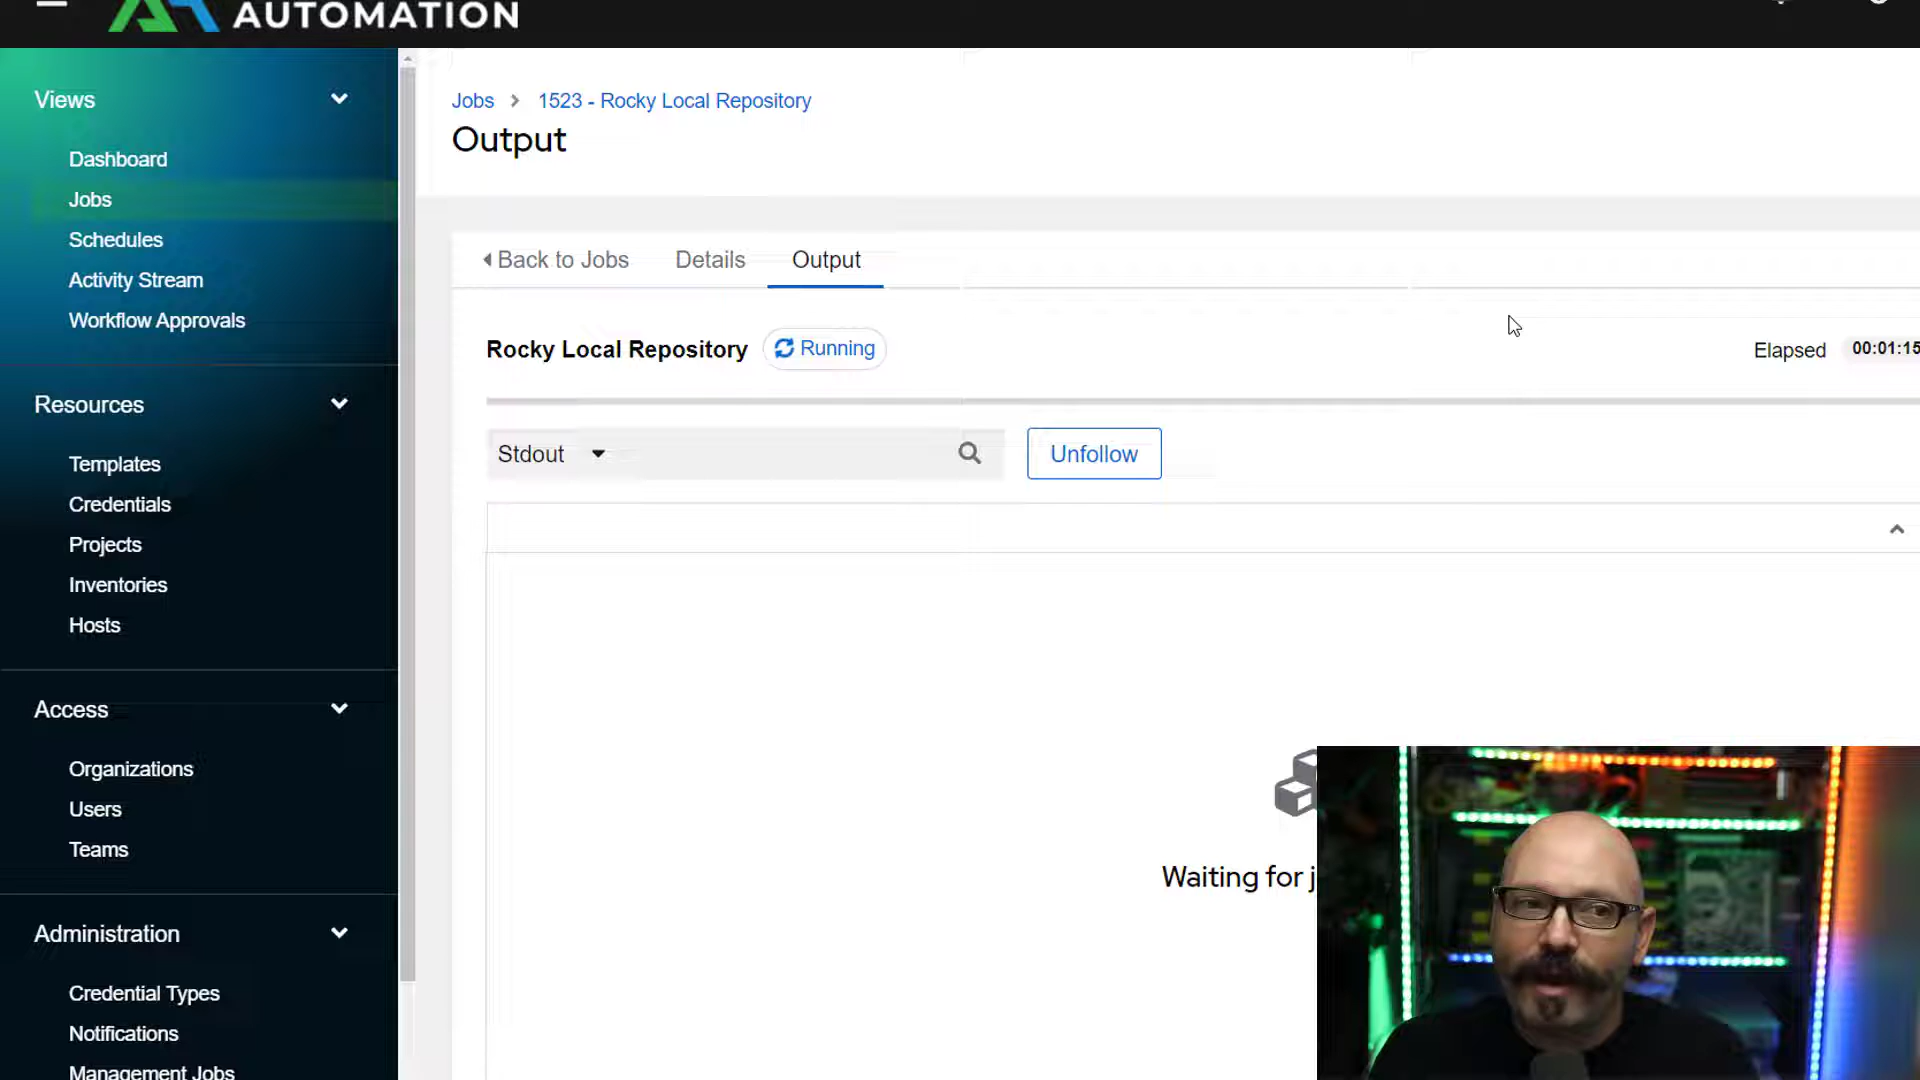 AUTOMATION
Views
Dashboard
Jobs
Schedules
Activity Stream
Workflow Approvals
Resources
Templates
Credentials
Projects
Inventories
Hosts
Access
Organizations
Users
Teams
Administration
Credential Types
Notifications
Management Jobs
Jobs
1523 - Rocky Local Repository
Output
Back to Jobs
Details
Output
Rocky Local Repository
Running
Elapsed
00:01:15
Stdout
Unfollow
Waiting for j